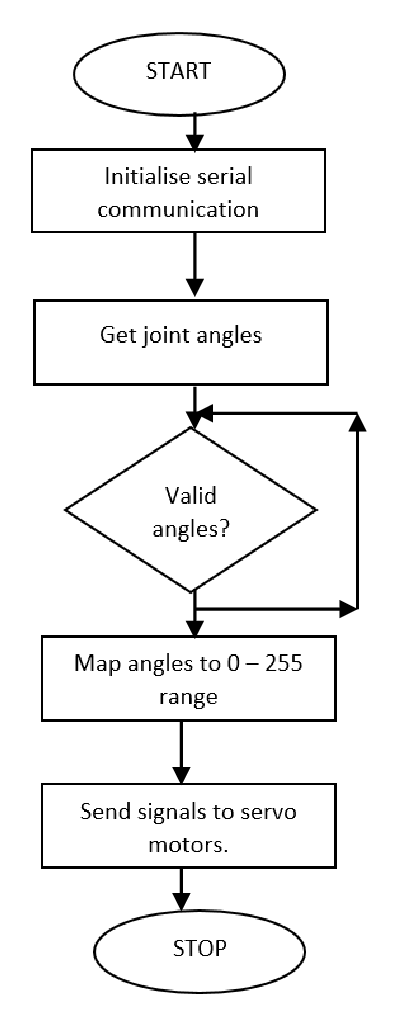 START
Initialise serial
communication
Get joint angles
Valid
angles?
Map angles to 0 – 255
range
Send signals to servo
motors.
STOP